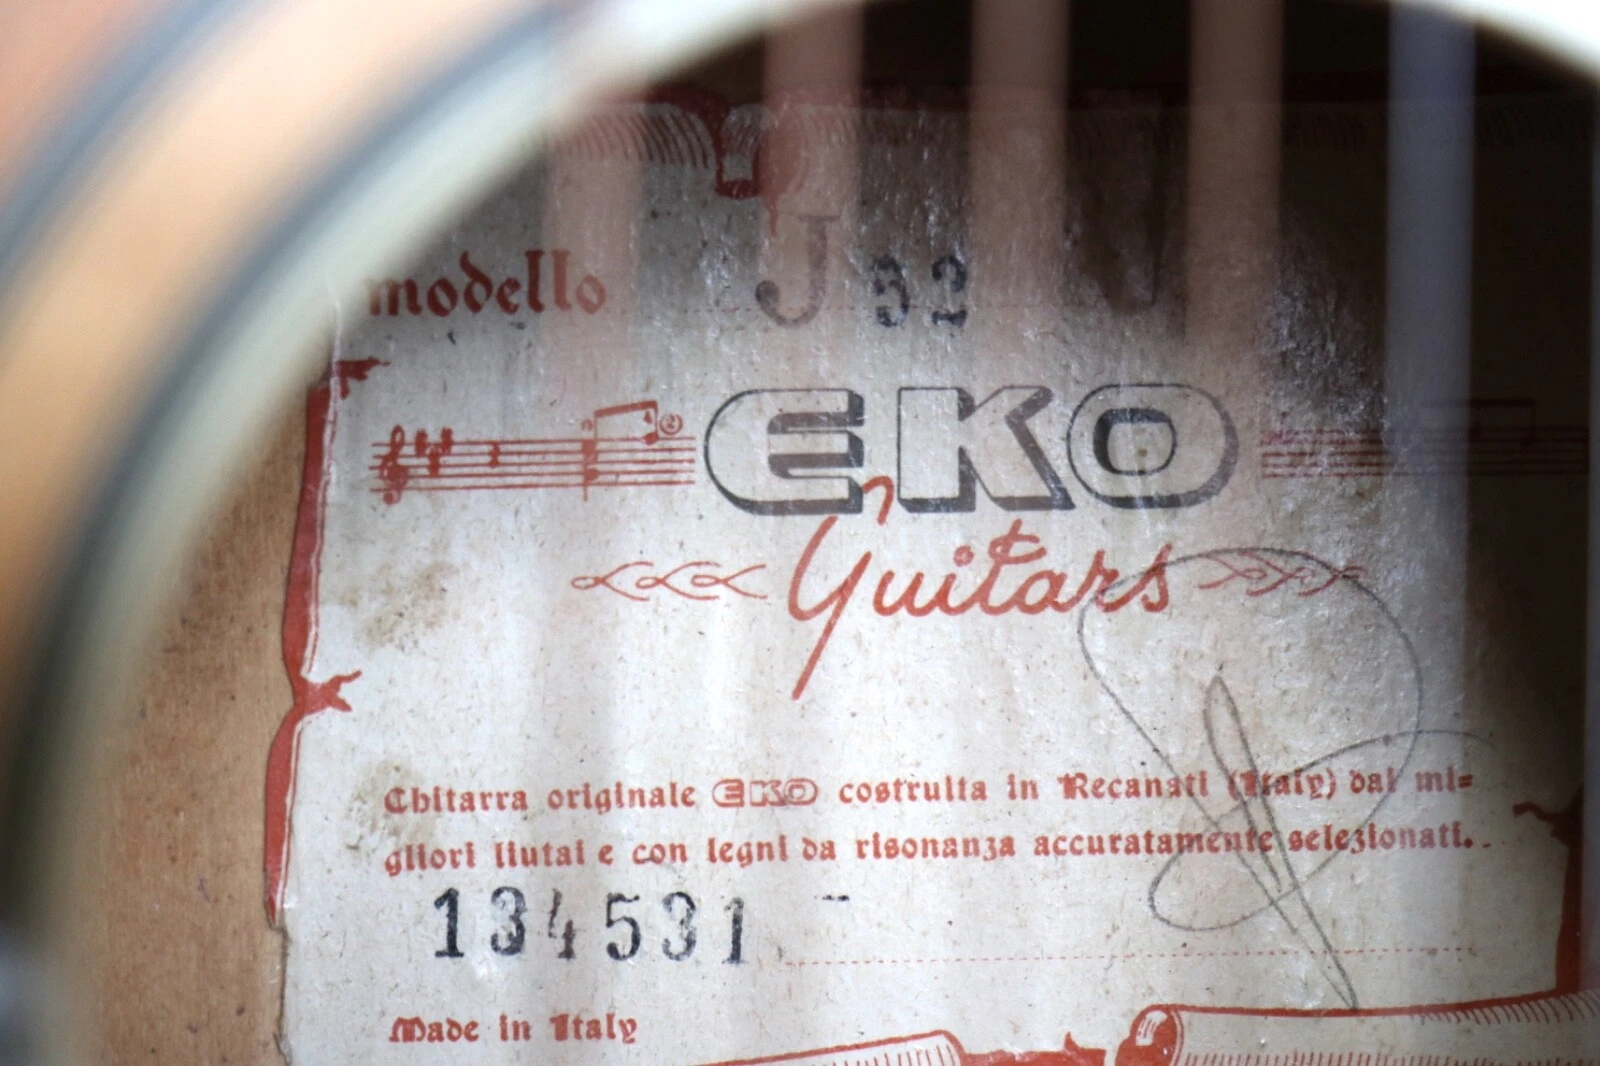 modello J 52
EKO
Guitars
Chitarra originale EKO costruita in Recanati (Italy) dai mi=
gliori liutai e con legni da risonanza accuratamente selezionati.
134531 -
Made in Italy